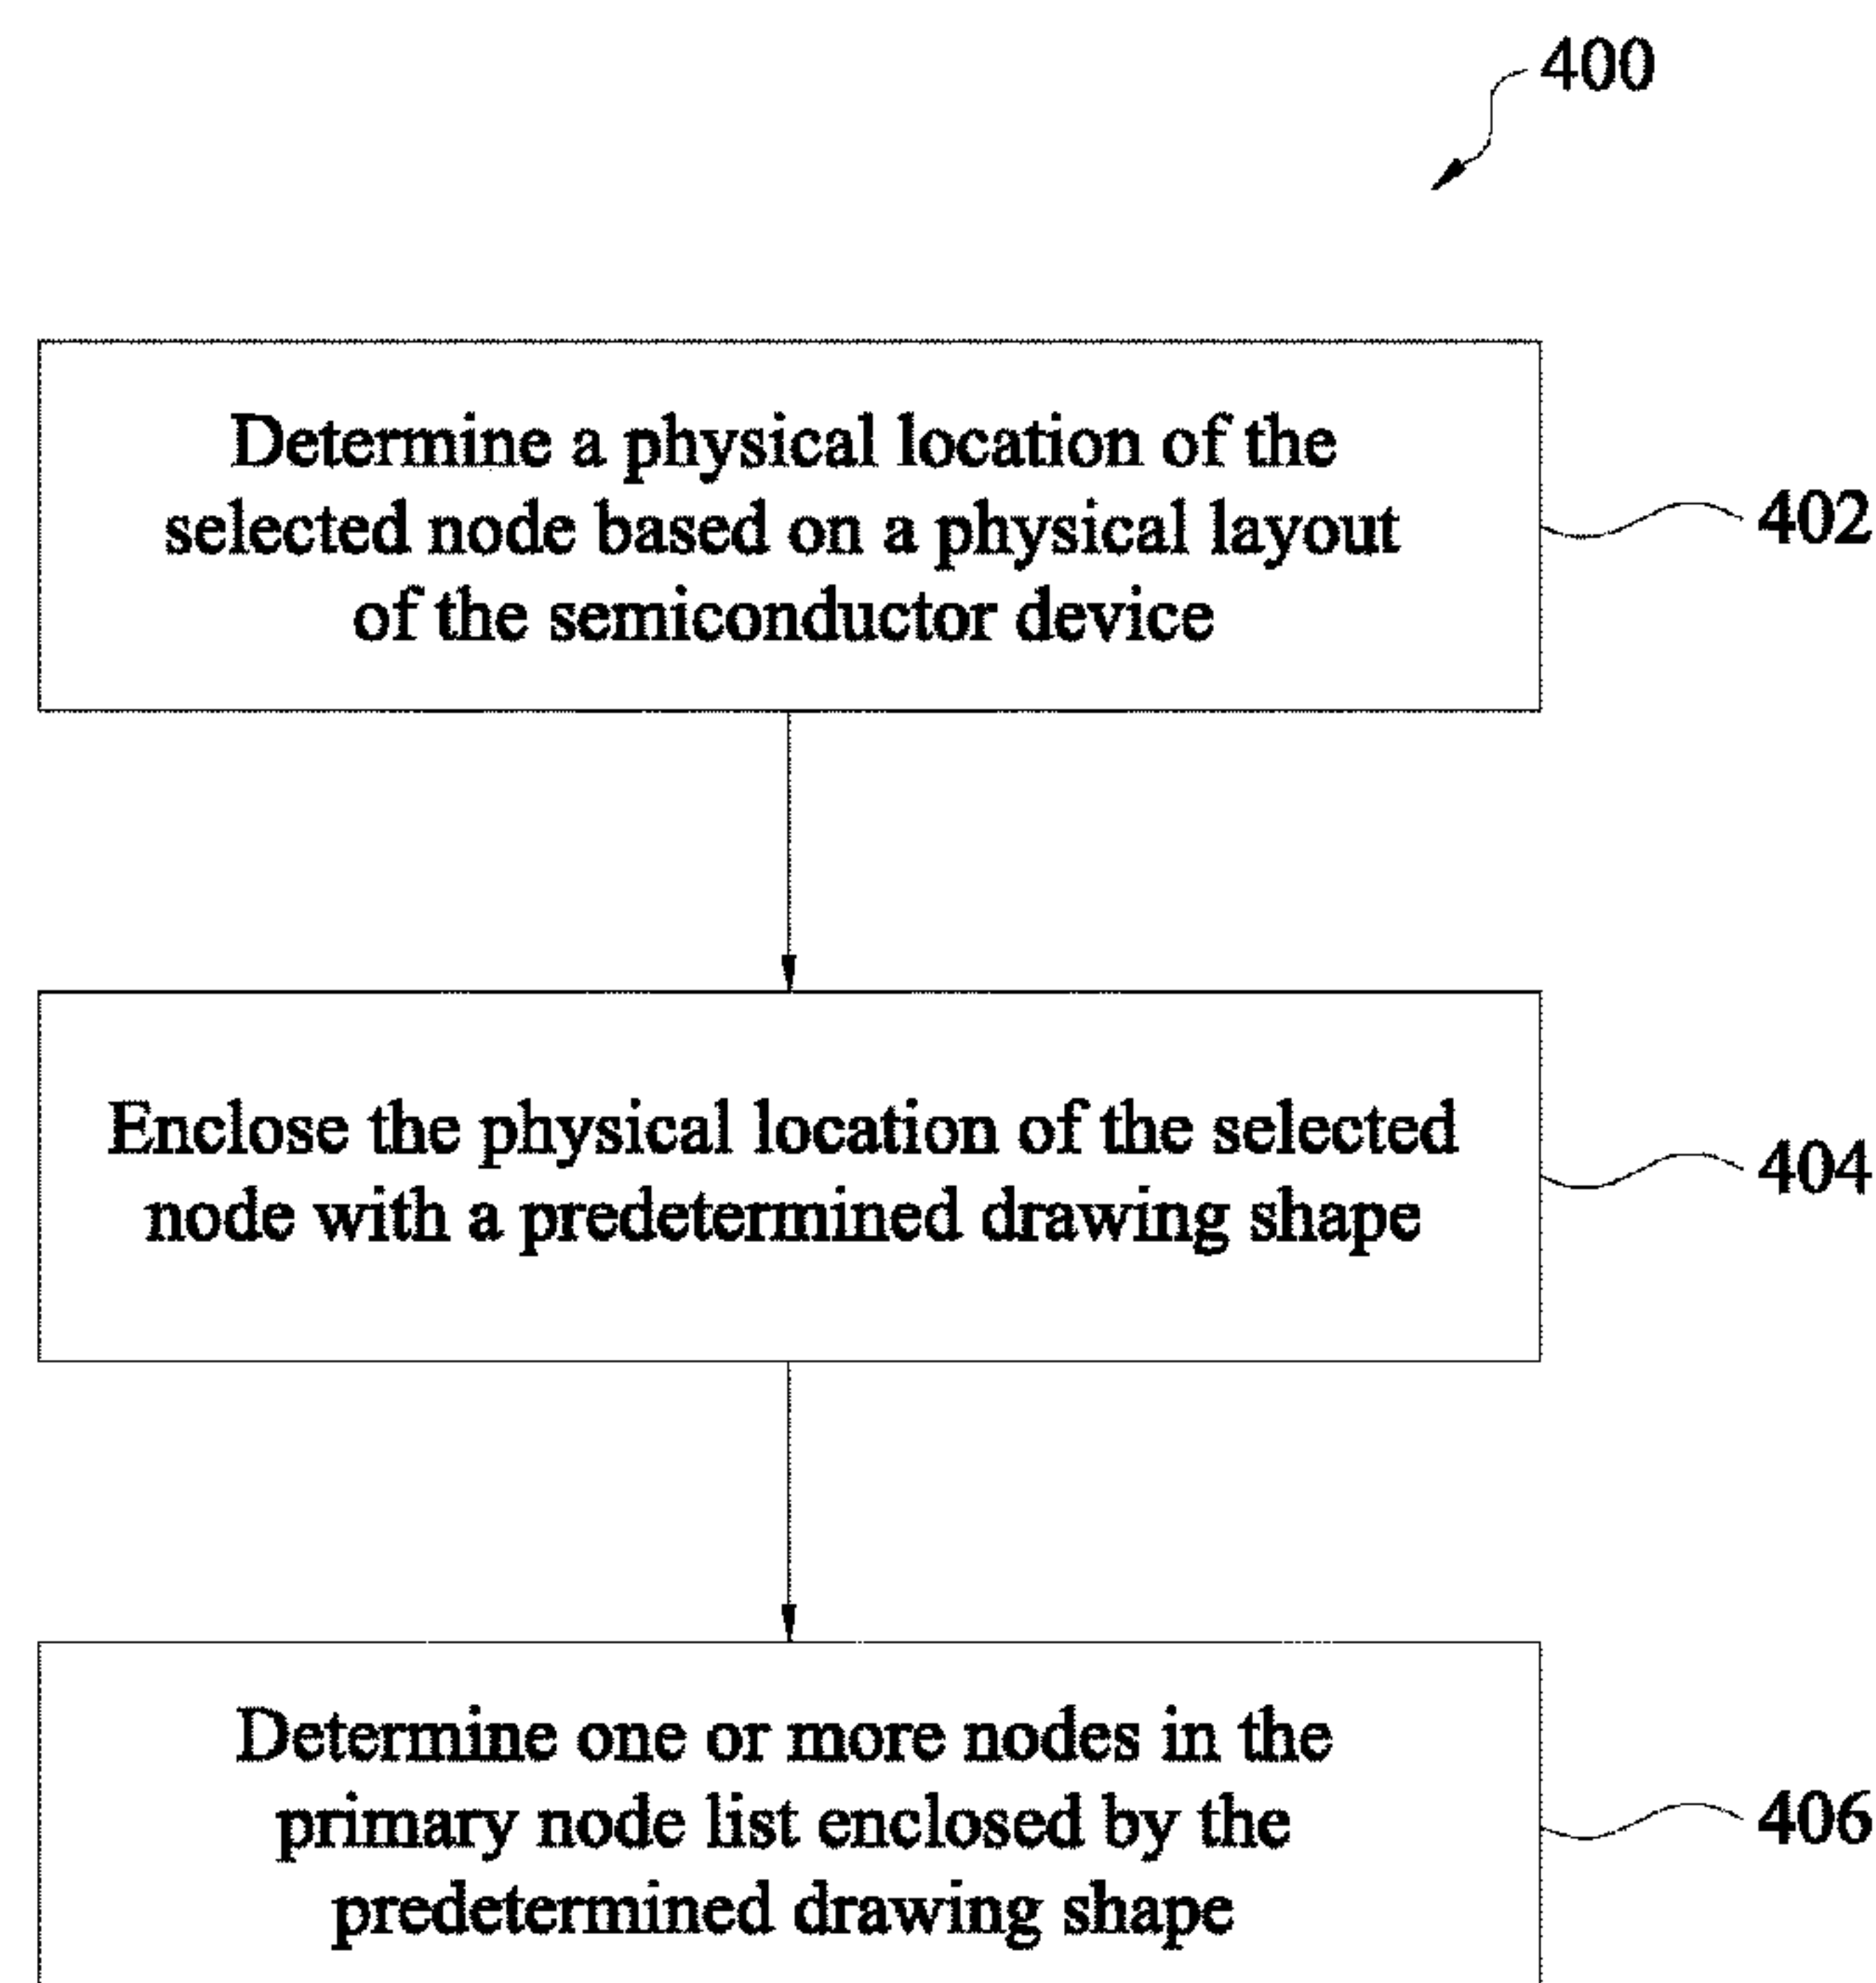 400
Determine a physical location of the
selected node based on a physical layout
of the semiconductor device
402
Enclose the physical location of the selected
node with a predetermined drawing shape
404
Determine one or more nodes in the
primary node list enclosed by the
predetermined drawing shape
406